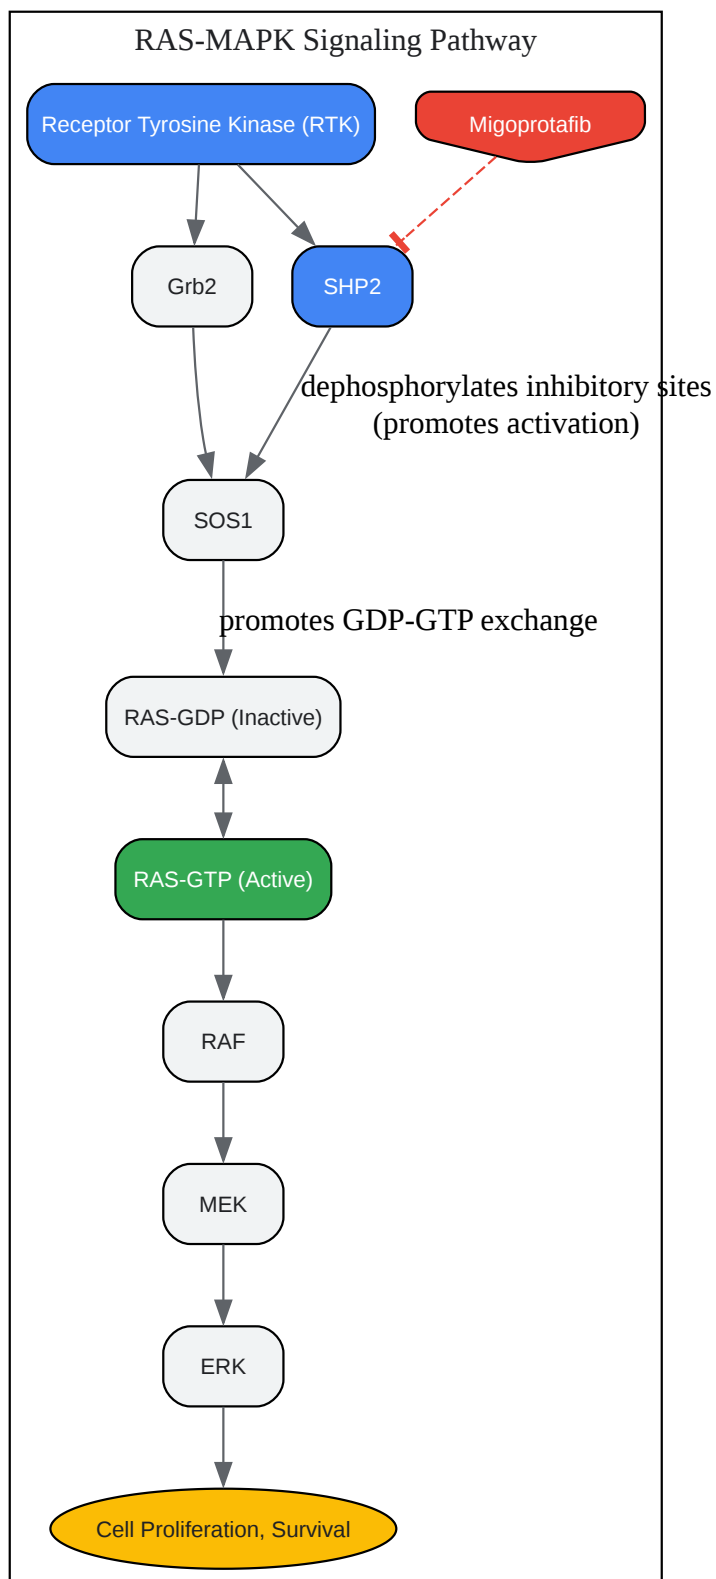 RAS-MAPK Signaling Pathway
Receptor Tyrosine Kinase (RTK)
Migoprotafib
Grb2
SHP2
dephosphorylates inhibitory sites
(promotes activation)
SOS1
promotes GDP-GTP exchange
RAS-GDP (Inactive)
RAS-GTP (Active)
RAF
MEK
ERK
Cell Proliferation, Survival